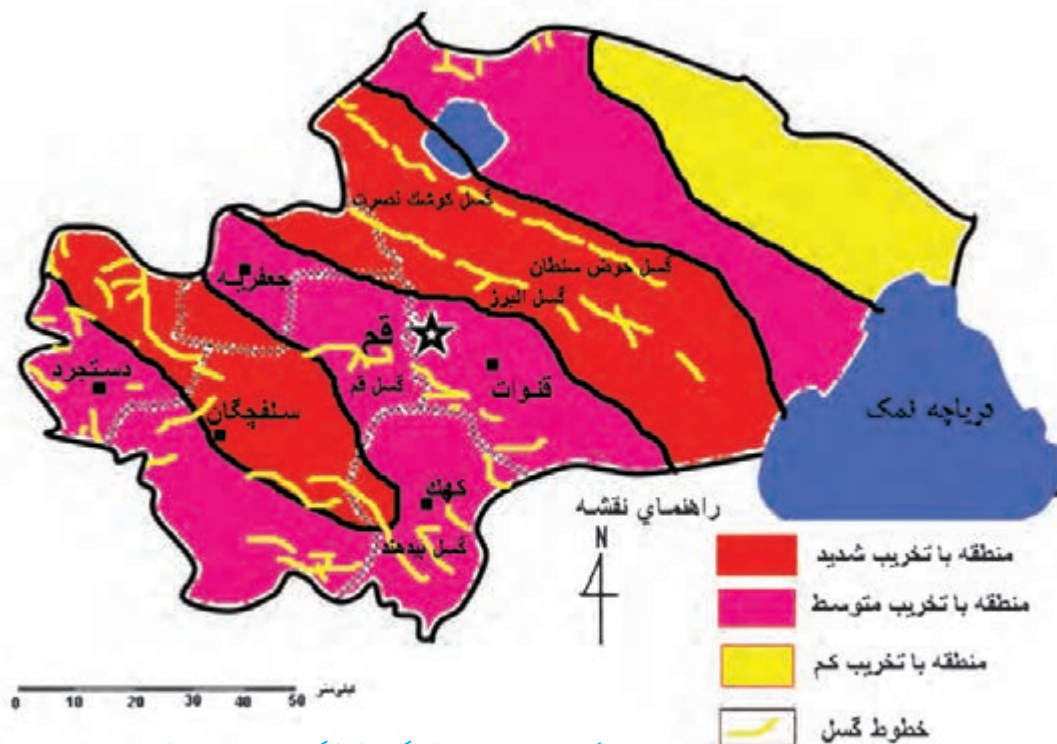 گسل کوشک نصرت
گسل حوض سلطان
گسل البرز
جعفریه
قم
گسل قم
قنوات
دستجرد
سلفچگان
کهک
گسل بیدهند
دریاچه نمک
راهنمای نقشه
N
منطقه با تخریب شدید
منطقه با تخریب متوسط
منطقه با تخریب کم
خطوط گسل
0 10 20 30 40 50 کیلومتر